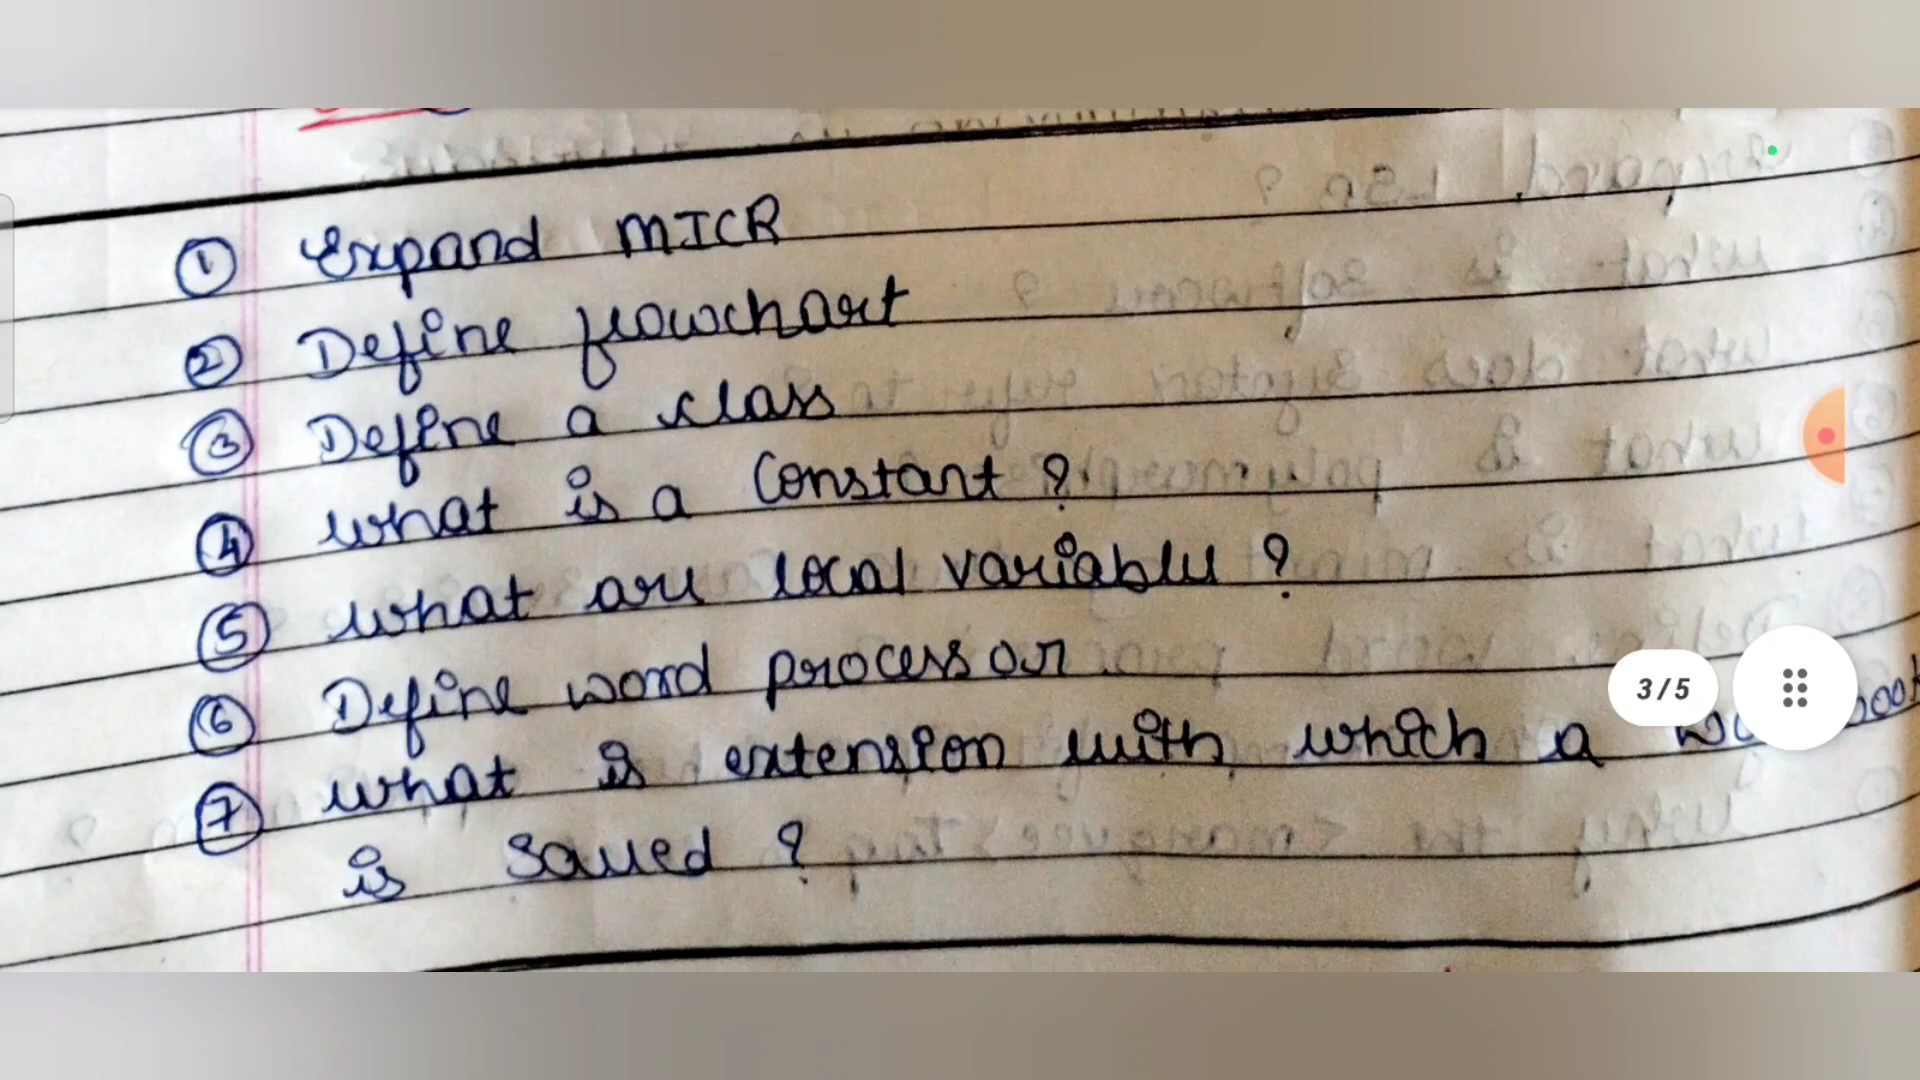 ① Expand MICR
② Define flowchart
③ Define a class
④ what is a Constant ?
⑤ what are local variable ?
⑥ Define word processor
3/5
⑦ what is extension with which a
is saved ?